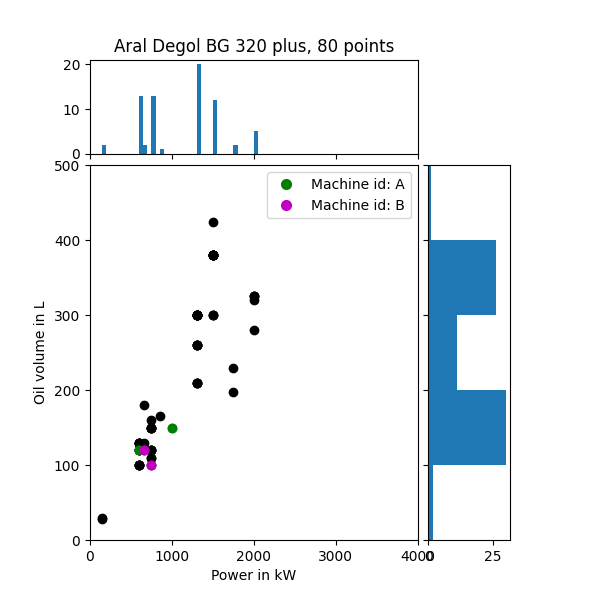 Aral Degol BG 320 plus, 80 points
20
10
0
500
400
300
200
100
0
Oil volume in L
Machine id: A
Machine id: B
0 1000 2000 3000 4000
Power in kW
0 25